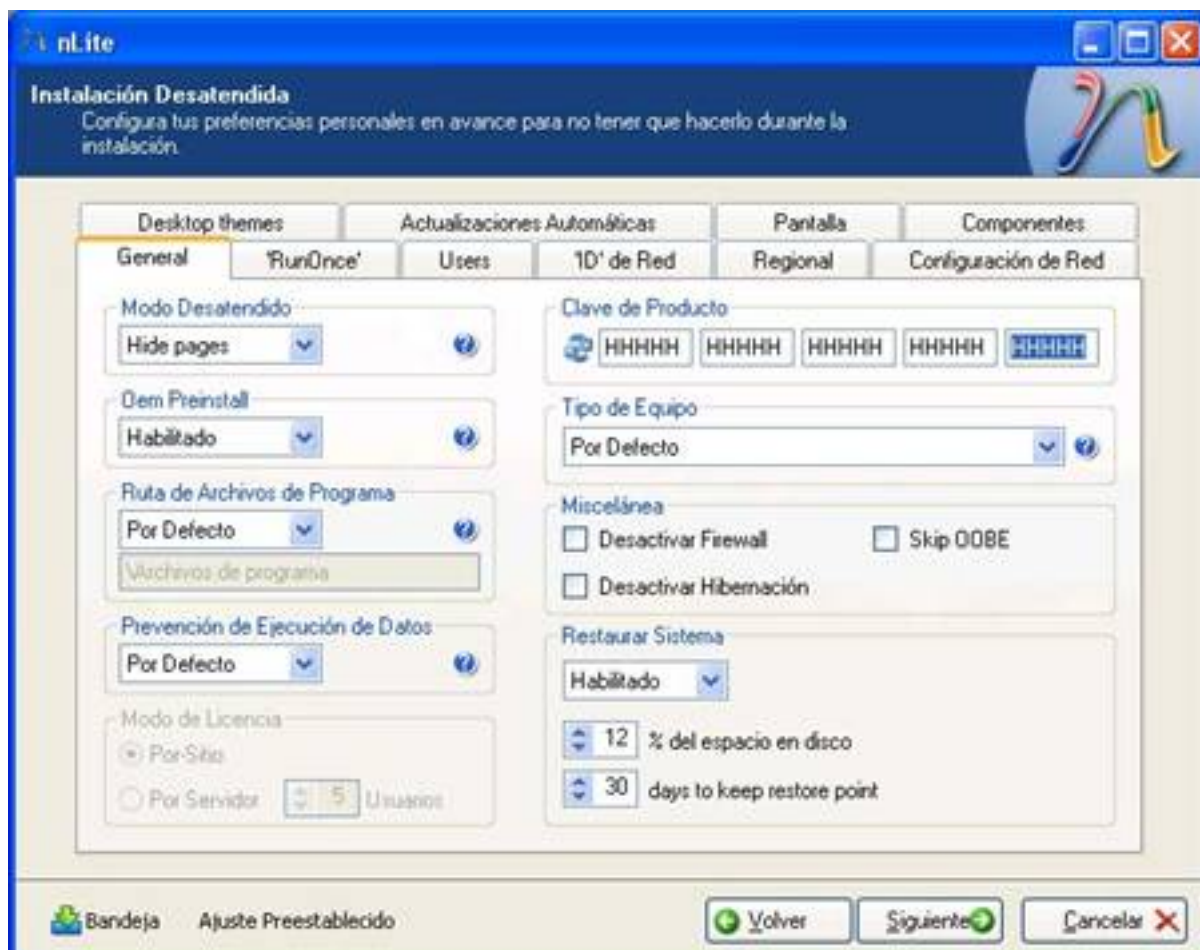 nLite
Instalación Desatendida
Configura tus preferencias personales en avance para no tener que hacerlo durante la
instalación.
Desktop themes
Actualizaciones Automáticas
Pantalla
Componentes
General
'RunOnce'
Users
'ID' de Red
Regional
Configuración de Red
Modo Desatendido
Hide pages
Oem Preinstall
Habilitado
Ruta de Archivos de Programa
Por Defecto
\Archivos de programa
Prevención de Ejecución de Datos
Por Defecto
Modo de Licencia
Por-Sitio
Por Servidor 5 Usuarios
Clave de Producto
HHHHH HHHHH HHHHH HHHHH HHHHH
Tipo de Equipo
Por Defecto
Miscelánea
Desactivar Firewall
Skip OOBE
Desactivar Hibernación
Restaurar Sistema
Habilitado
12 % del espacio en disco
30 days to keep restore point
Bandeja
Ajuste Preestablecido
Volver
Siguiente
Cancelar